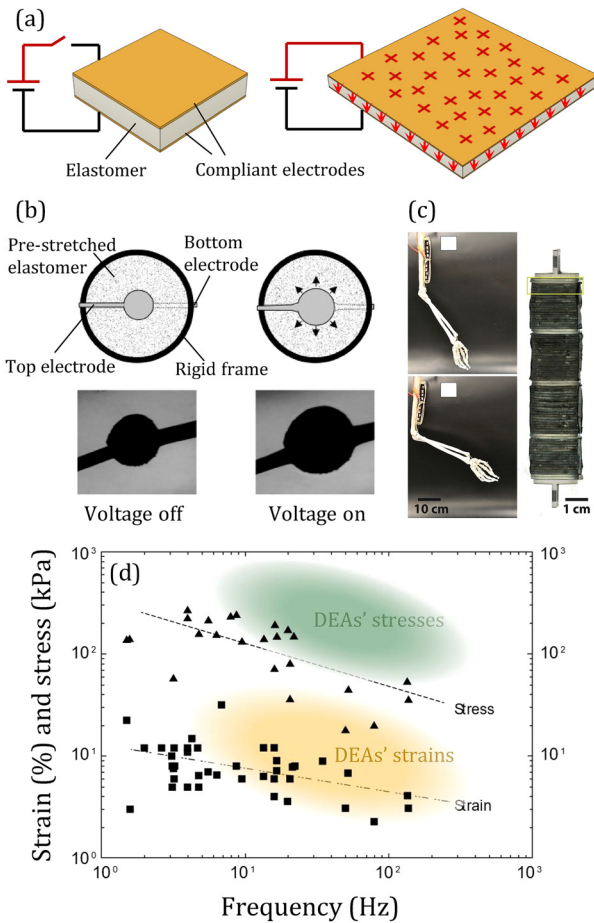 (a)
Elastomer
Compliant electrodes
(b)
(c)
Pre-stretched
elastomer
Bottom
electrode
Top electrode
Rigid frame
Voltage off
Voltage on
10 cm
1 cm
(d)
DEAs' stresses
DEAs' strains
Stress
Strain
Strain (%) and stress (kPa)
10³
10²
10¹
10⁰
10³
10²
10¹
10⁰
10⁰
10¹
10²
10³
Frequency (Hz)